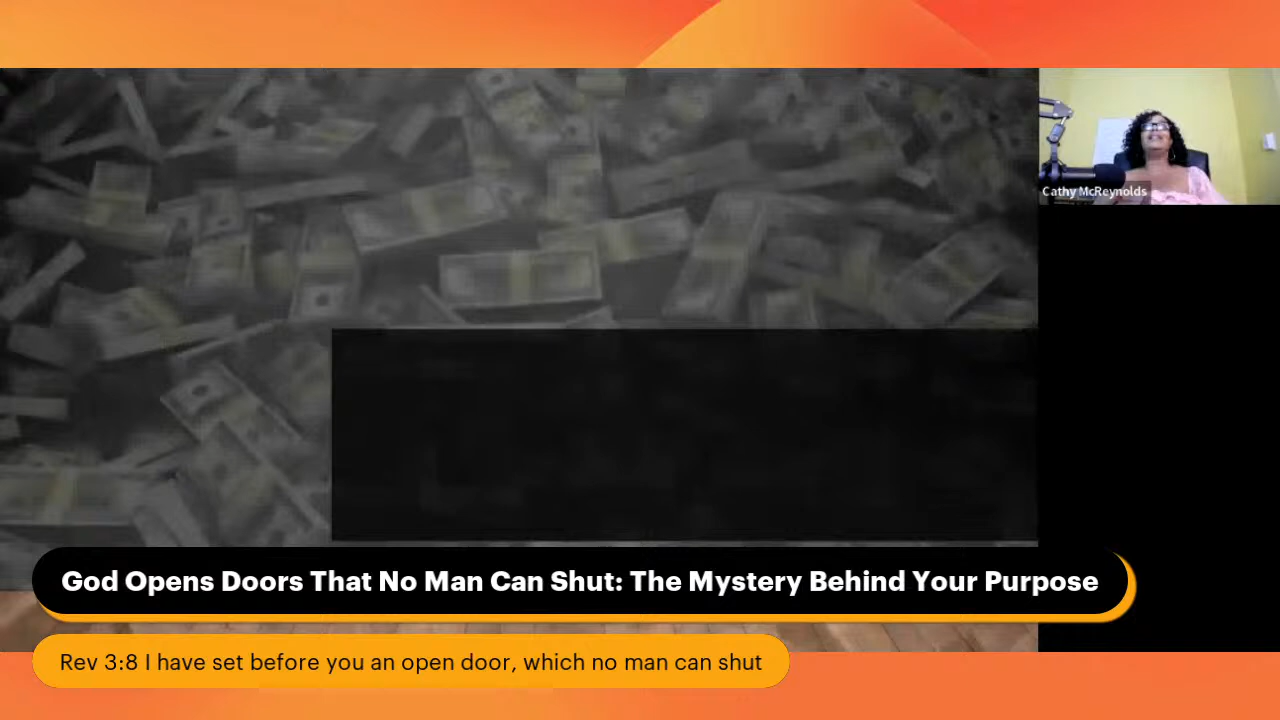 Cathy McReynolds
God Opens Doors That No Man Can Shut: The Mystery Behind Your Purpose
Rev 3:8 I have set before you an open door, which no man can shut